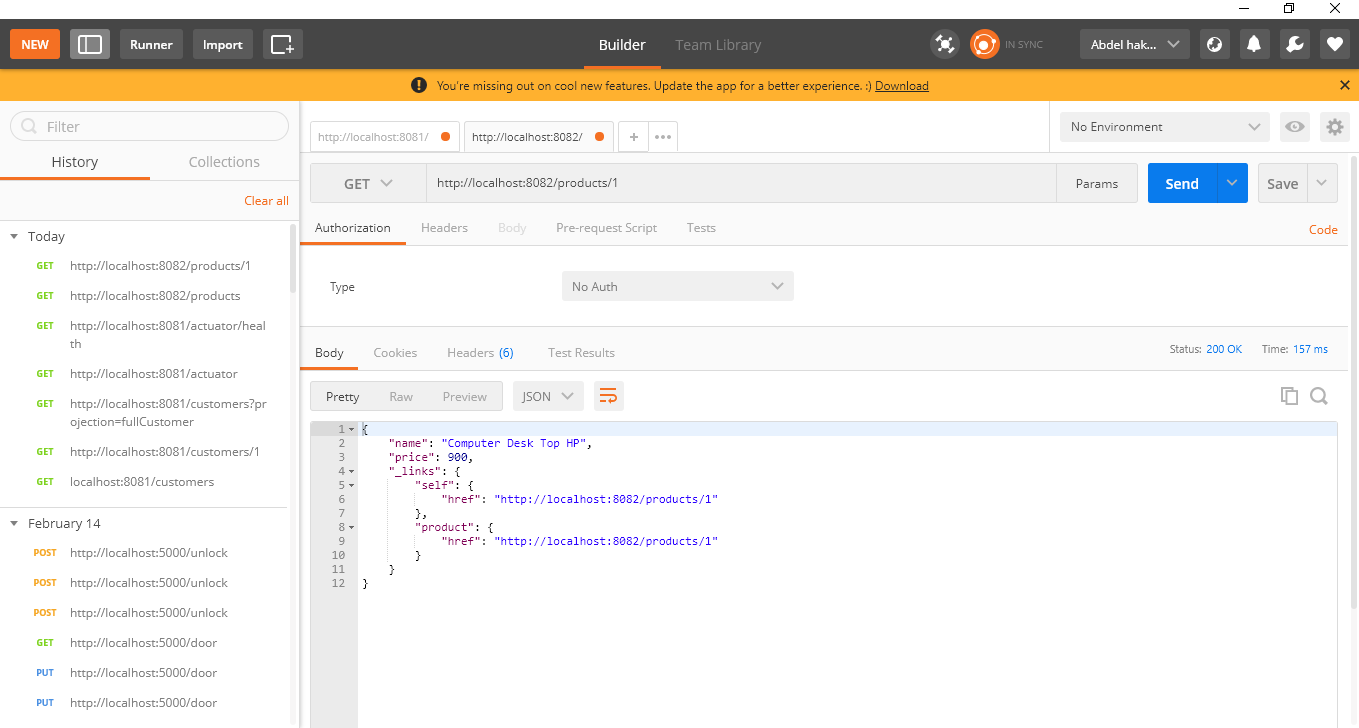 NEW
Runner
Import
Builder
Team Library
IN SYNC
Abdel hak...
You're missing out on cool new features. Update the app for a better experience. :) Download
Filter
History
Collections
Clear all
Today
GET http://localhost:8082/products/1
GET http://localhost:8082/products
GET http://localhost:8081/actuator/heal
th
GET http://localhost:8081/actuator
GET http://localhost:8081/customers?pr
ojection=fullCustomer
GET http://localhost:8081/customers/1
GET localhost:8081/customers
February 14
POST http://localhost:5000/unlock
POST http://localhost:5000/unlock
POST http://localhost:5000/unlock
GET http://localhost:5000/door
PUT http://localhost:5000/door
PUT http://localhost:5000/door
http://localhost:8081/
http://localhost:8082/
No Environment
GET
http://localhost:8082/products/1
Params
Send
Save
Authorization
Headers
Body
Pre-request Script
Tests
Code
Type
No Auth
Body
Cookies
Headers (6)
Test Results
Status: 200 OK
Time: 157 ms
Pretty
Raw
Preview
JSON
1 {
2 "name": "Computer Desk Top HP",
3 "price": 900,
4 "_links": {
5 "self": {
6 "href": "http://localhost:8082/products/1"
7 },
8 "product": {
9 "href": "http://localhost:8082/products/1"
10 }
11 }
12 }